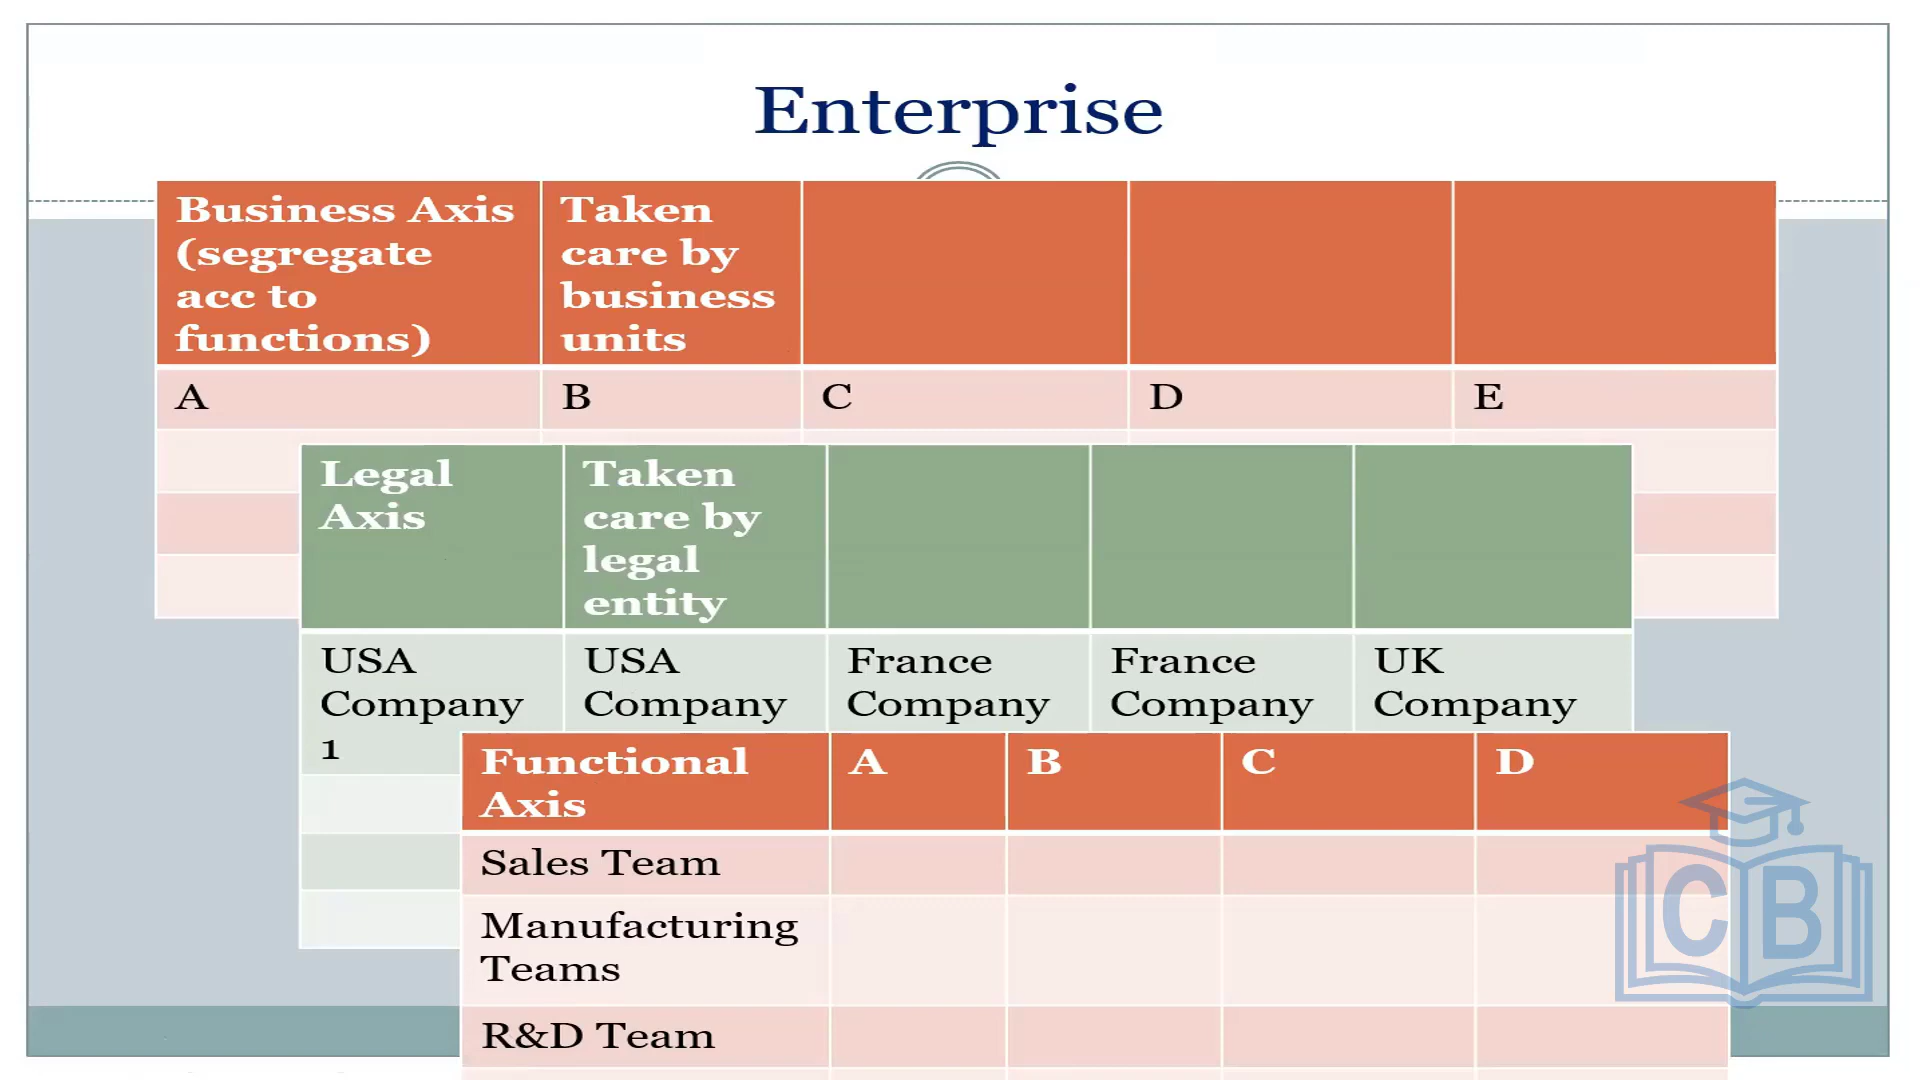 Enterprise
Business Axis
(segregate
acc to
functions)
Taken
care by
business
units
A
B
C
D
E
Legal
Axis
Taken
care by
legal
entity
USA
Company
1
USA
Company
France
Company
France
Company
UK
Company
Functional
Axis
A
B
C
D
Sales Team
Manufacturing
Teams
R&D Team
CB